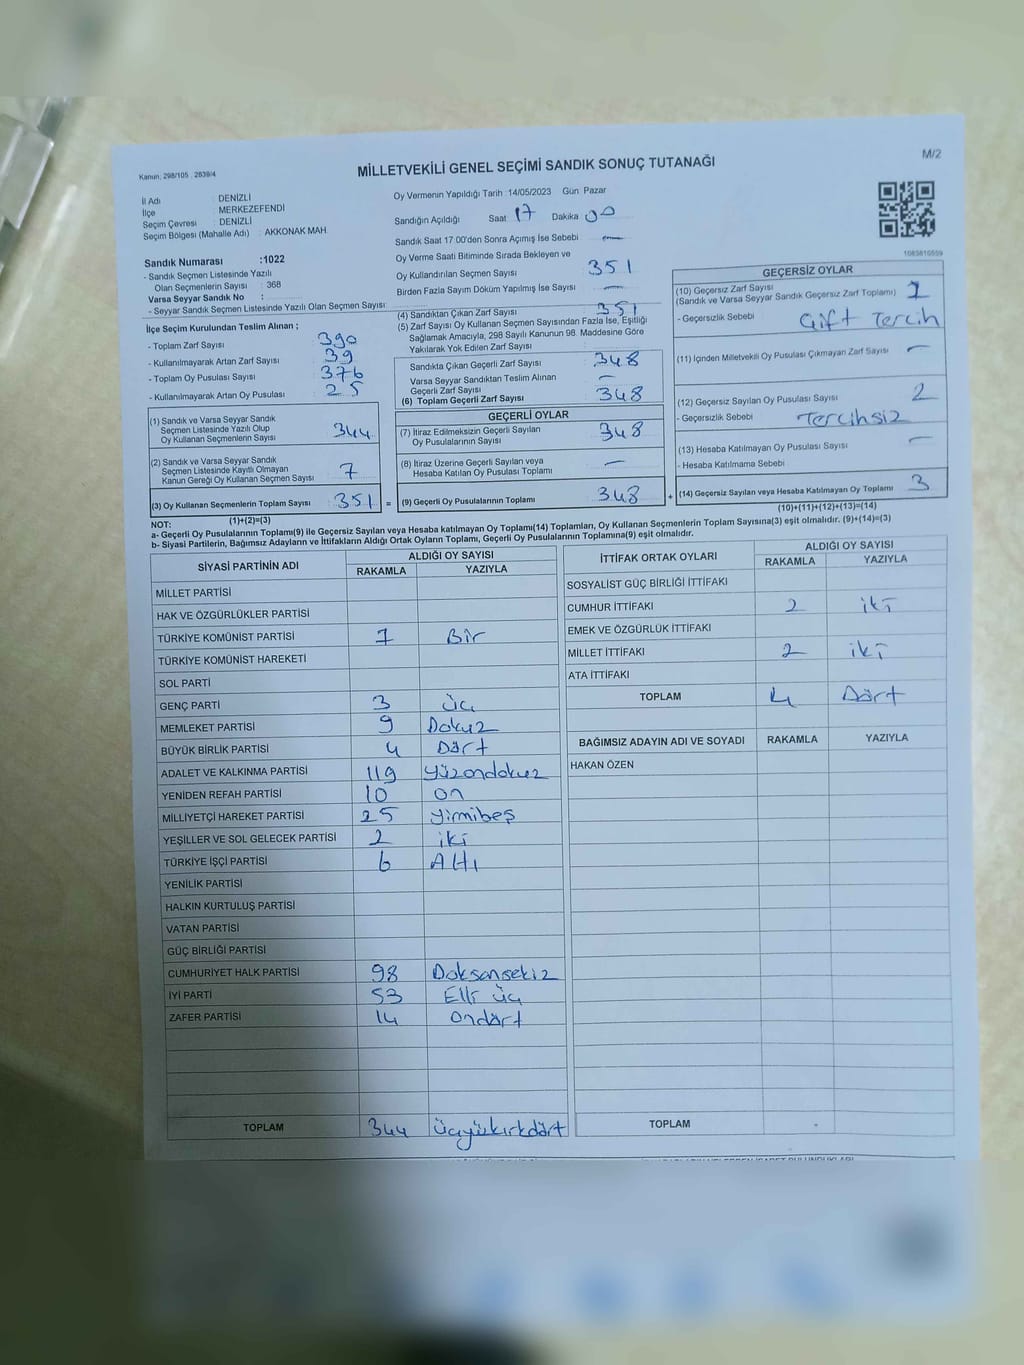 Kanun: 298/105 , 2839/4
MİLLETVEKİLİ GENEL SEÇİMİ SANDIK SONUÇ TUTANAĞI
M/2
İl Adı : DENİZLİ
İlçe : MERKEZEFENDİ
Seçim Çevresi : DENİZLİ
Seçim Bölgesi (Mahalle Adı) : AKKONAK MAH.
Oy Vermenin Yapıldığı Tarih :14/05/2023 Gün Pazar
Sandığın Açıldığı Saat 17 Dakika 00
Sandık Saat 17:00'den Sonra Açımış İse Sebebi —
Oy Verme Saati Bitiminde Sırada Bekleyen ve
Oy Kullandırılan Seçmen Sayısı 351
Birden Fazla Sayım Döküm Yapılmış İse Sayısı —
1083810559
Sandık Numarası :1022
- Sandık Seçmen Listesinde Yazılı
Olan Seçmenlerin Sayısı : 368
Varsa Seyyar Sandık No :
- Seyyar Sandık Seçmen Listesinde Yazılı Olan Seçmen Sayısı:
İlçe Seçim Kurulundan Teslim Alınan ;
- Toplam Zarf Sayısı 390
- Kullanılmayarak Artan Zarf Sayısı 39
- Toplam Oy Pusulası Sayısı 376
- Kullanılmayarak Artan Oy Pusulası 25
(1) Sandık ve Varsa Seyyar Sandık
Seçmen Listesinde Yazılı Olup
Oy Kullanan Seçmenlerin Sayısı 344
(2) Sandık ve Varsa Seyyar Sandık
Seçmen Listesinde Kayıtlı Olmayan
Kanun Gereği Oy Kullanan Seçmen Sayısı 7
(3) Oy Kullanan Seçmenlerin Toplam Sayısı 351 =
(1)+(2)=(3)
(4) Sandıktan Çıkan Zarf Sayısı 351
(5) Zarf Sayısı Oy Kullanan Seçmen Sayısından Fazla İse, Eşitliği
Sağlamak Amacıyla, 298 Sayılı Kanunun 98. Maddesine Göre
Yakılarak Yok Edilen Zarf Sayısı
Sandıkta Çıkan Geçerli Zarf Sayısı 348
Varsa Seyyar Sandıktan Teslim Alınan
Geçerli Zarf Sayısı —
(6) Toplam Geçerli Zarf Sayısı 348
GEÇERLİ OYLAR
(7) İtiraz Edilmeksizin Geçerli Sayılan
Oy Pusulalarının Sayısı 348
(8) İtiraz Üzerine Geçerli Sayılan veya
Hesaba Katılan Oy Pusulası Toplamı —
(9) Geçerli Oy Pusulalarının Toplamı 348 +
GEÇERSİZ OYLAR
(10) Geçersiz Zarf Sayısı 1
(Sandık ve Varsa Seyyar Sandık Geçersiz Zarf Toplamı)
- Geçersizlik Sebebi Çift Tercih
(11) İçinden Milletvekili Oy Pusulası Çıkmayan Zarf Sayısı —
(12) Geçersiz Sayılan Oy Pusulası Sayısı 2
- Geçersizlik Sebebi Tercihsiz
(13) Hesaba Katılmayan Oy Pusulası Sayısı —
- Hesaba Katılmama Sebebi
(14) Geçersiz Sayılan veya Hesaba Katılmayan Oy Toplamı 3
(10)+(11)+(12)+(13)=(14)
NOT:
a- Geçerli Oy Pusulalarının Toplamı(9) ile Geçersiz Sayılan veya Hesaba katılmayan Oy Toplamı(14) Toplamları, Oy Kullanan Seçmenlerin Toplam Sayısına(3) eşit olmalıdır. (9)+(14)=(3)
b- Siyasi Partilerin, Bağımsız Adayların ve İttifakların Aldığı Ortak Oyların Toplamı, Geçerli Oy Pusulalarının Toplamına(9) eşit olmalıdır.
SİYASİ PARTİNİN ADI ALDIĞI OY SAYISI
RAKAMLA YAZIYLA
MİLLET PARTİSİ
HAK VE ÖZGÜRLÜKLER PARTİSİ
TÜRKİYE KOMÜNİST PARTİSİ 1 Bir
TÜRKİYE KOMÜNİST HAREKETİ
SOL PARTİ
GENÇ PARTİ 3 üç
MEMLEKET PARTİSİ 9 Dokuz
BÜYÜK BİRLİK PARTİSİ 4 Dört
ADALET VE KALKINMA PARTİSİ 119 yüzondokuz
YENİDEN REFAH PARTİSİ 10 on
MİLLİYETÇİ HAREKET PARTİSİ 25 yirmibeş
YEŞİLLER VE SOL GELECEK PARTİSİ 2 iki
TÜRKİYE İŞÇİ PARTİSİ 6 Altı
YENİLİK PARTİSİ
HALKIN KURTULUŞ PARTİSİ
VATAN PARTİSİ
GÜÇ BİRLİĞİ PARTİSİ
CUMHURİYET HALK PARTİSİ 98 Doksansekiz
İYİ PARTİ 53 Elli üç
ZAFER PARTİSİ 14 ondört
TOPLAM 344 üçyüzkırkdört
İTTİFAK ORTAK OYLARI ALDIĞI OY SAYISI
RAKAMLA YAZIYLA
SOSYALİST GÜÇ BİRLİĞİ İTTİFAKI
CUMHUR İTTİFAKI 2 iki
EMEK VE ÖZGÜRLÜK İTTİFAKI
MİLLET İTTİFAKI 2 iki
ATA İTTİFAKI
TOPLAM 4 Dört
BAĞIMSIZ ADAYIN ADI VE SOYADI RAKAMLA YAZIYLA
HAKAN ÖZEN
TOPLAM